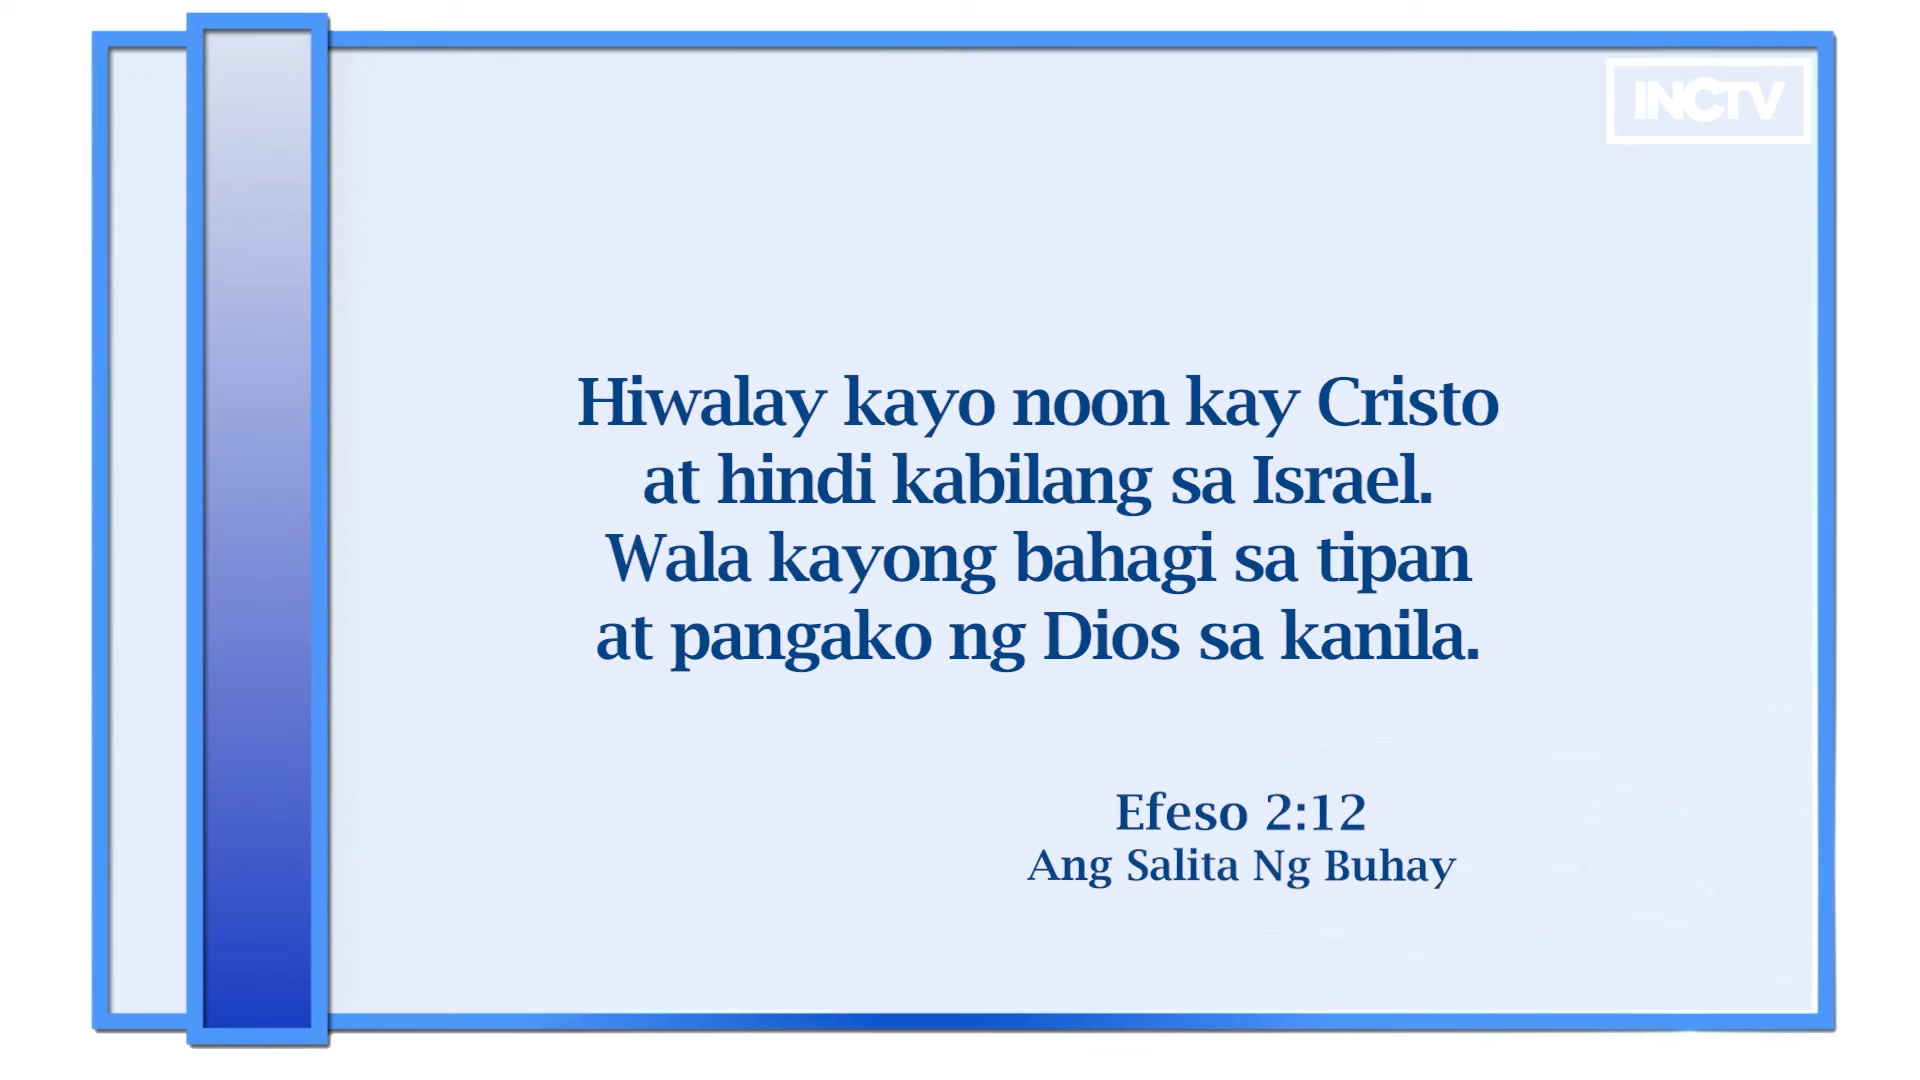 INCTV
Hiwalay kayo noon kay Cristo
at hindi kabilang sa Israel.
Wala kayong bahagi sa tipan
at pangako ng Dios sa kanila.
Efeso 2:12
Ang Salita Ng Buhay